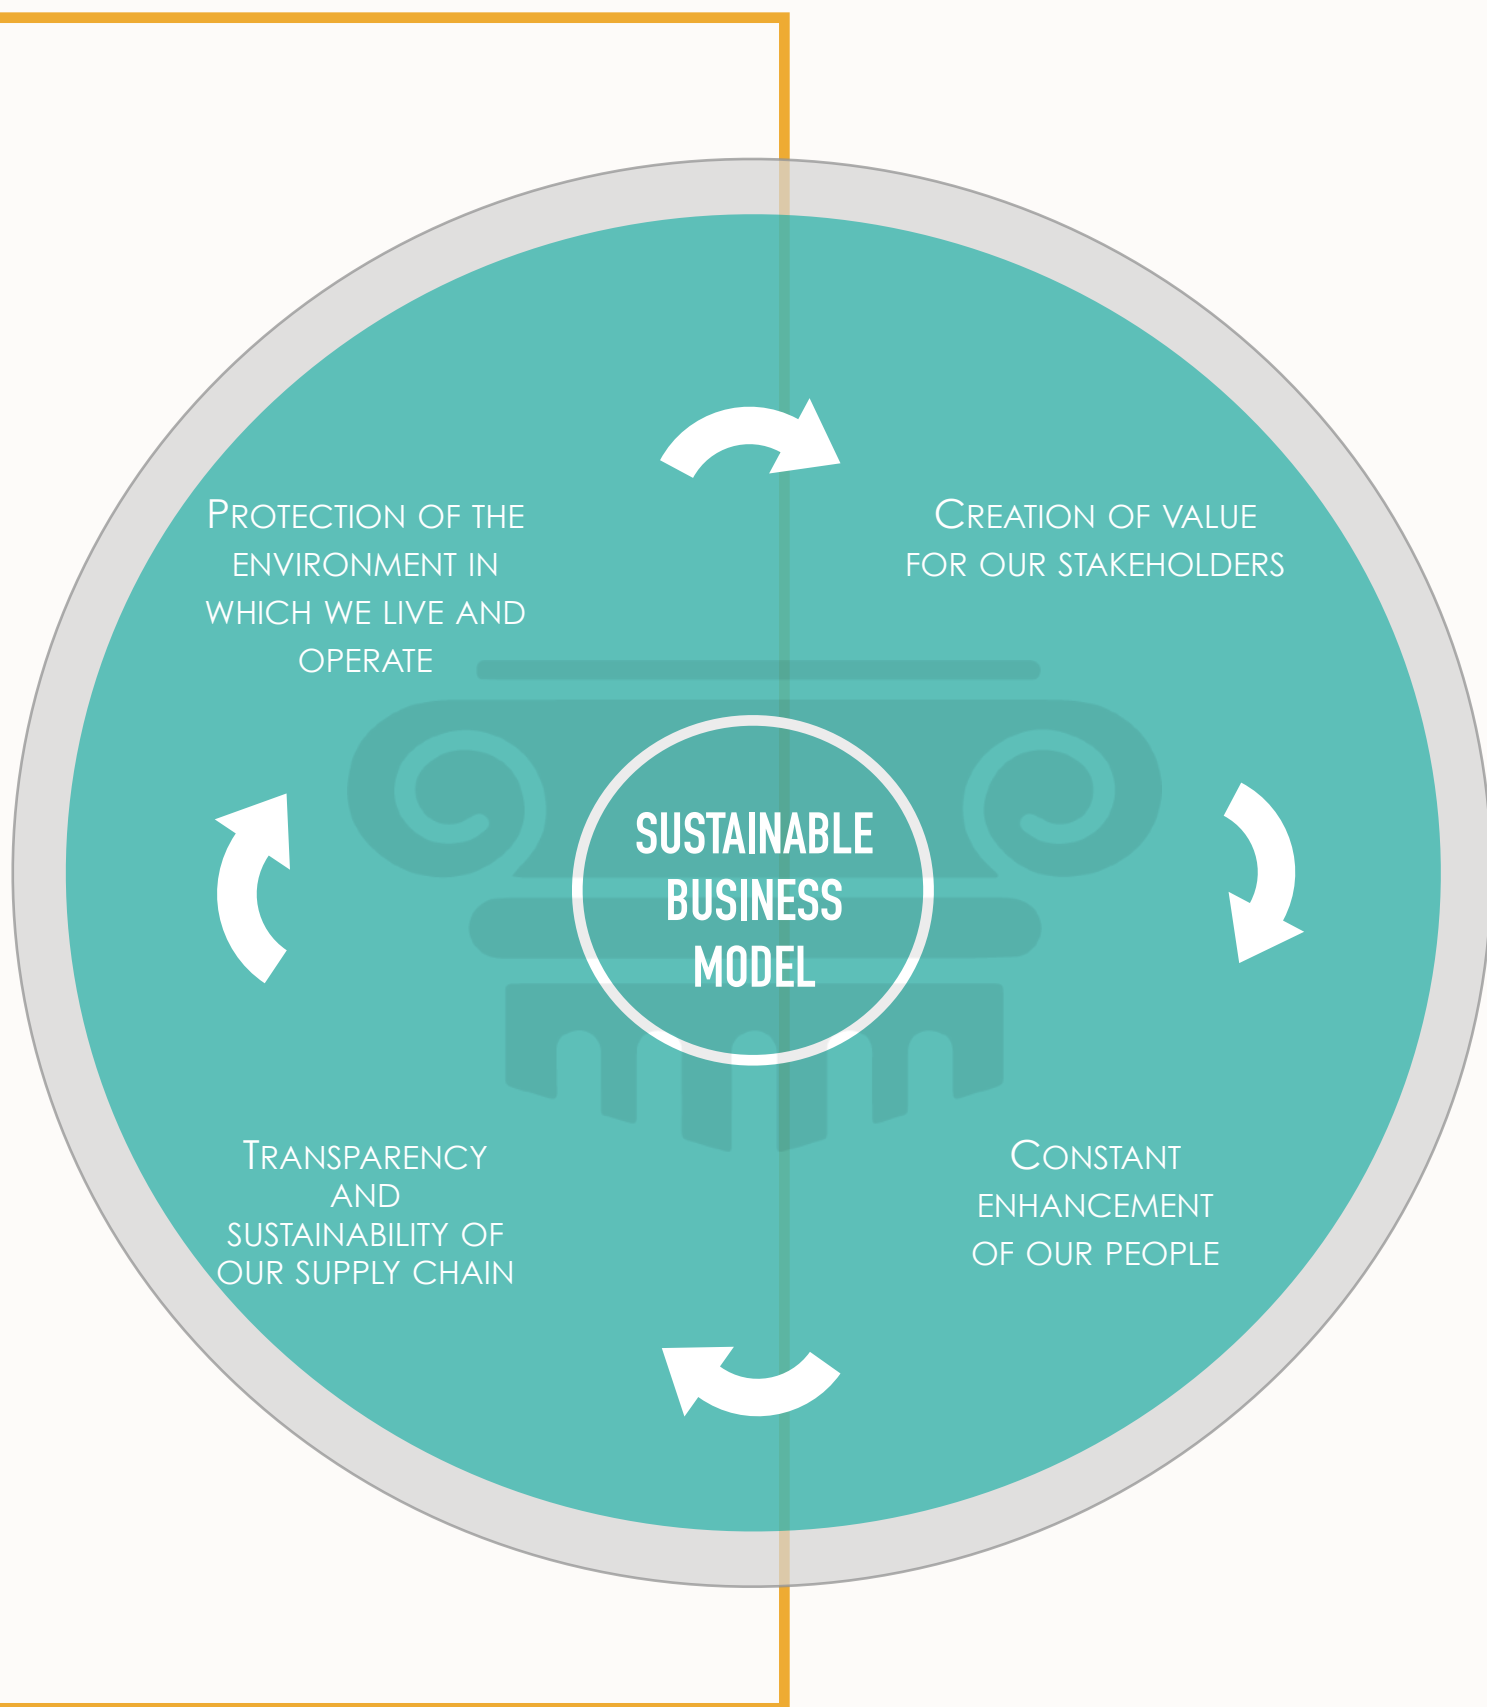 Protection of the
environment in
which we live and
operate
Creation of value
for our stakeholders
SUSTAINABLE
BUSINESS
MODEL
Transparency
and
sustainability of
our supply chain
Constant
enhancement
of our people